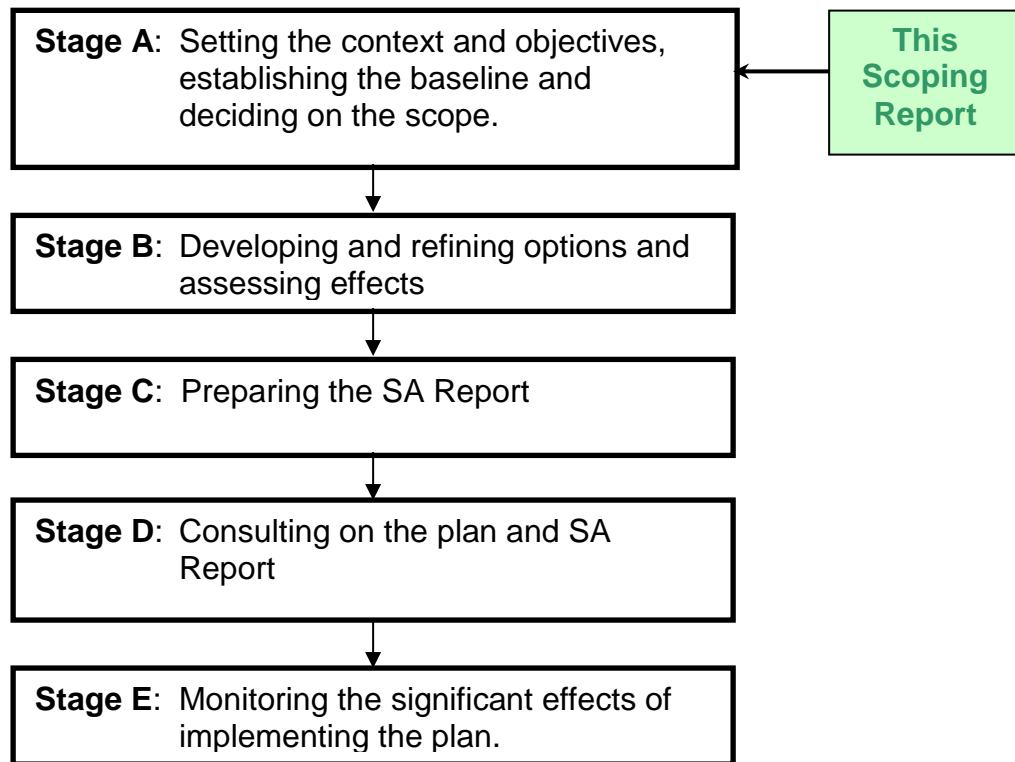 Stage A: Setting the context and objectives,
establishing the baseline and
deciding on the scope.
This
Scoping
Report
Stage B: Developing and refining options and
assessing effects
Stage C: Preparing the SA Report
Stage D: Consulting on the plan and SA
Report
Stage E: Monitoring the significant effects of
implementing the plan.